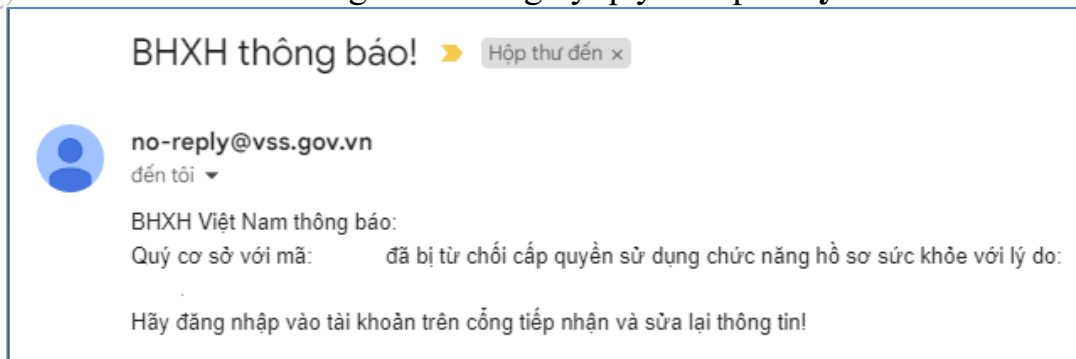 BHXH thông báo! Hộp thư đến ×
no-reply@vss.gov.vn
đến tôi
BHXH Việt Nam thông báo:
Quý cơ sở với mã: đã bị từ chối cấp quyền sử dụng chức năng hồ sơ sức khỏe với lý do:
Hãy đăng nhập vào tài khoản trên cổng tiếp nhận và sửa lại thông tin!